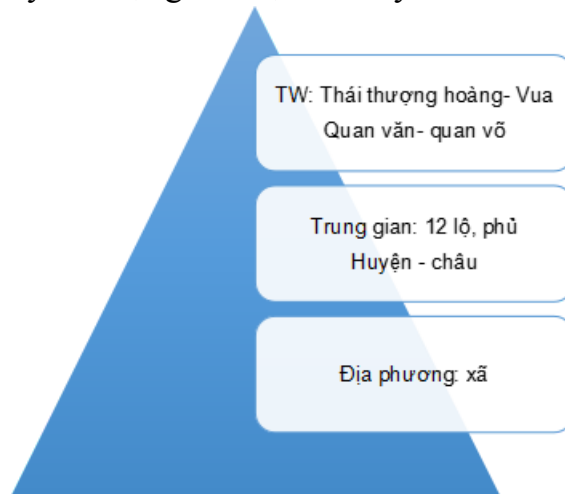 TW: Thái thượng hoàng- Vua
Quan văn- quan võ
Trung gian: 12 lộ, phủ
Huyện - châu
Địa phương: xã